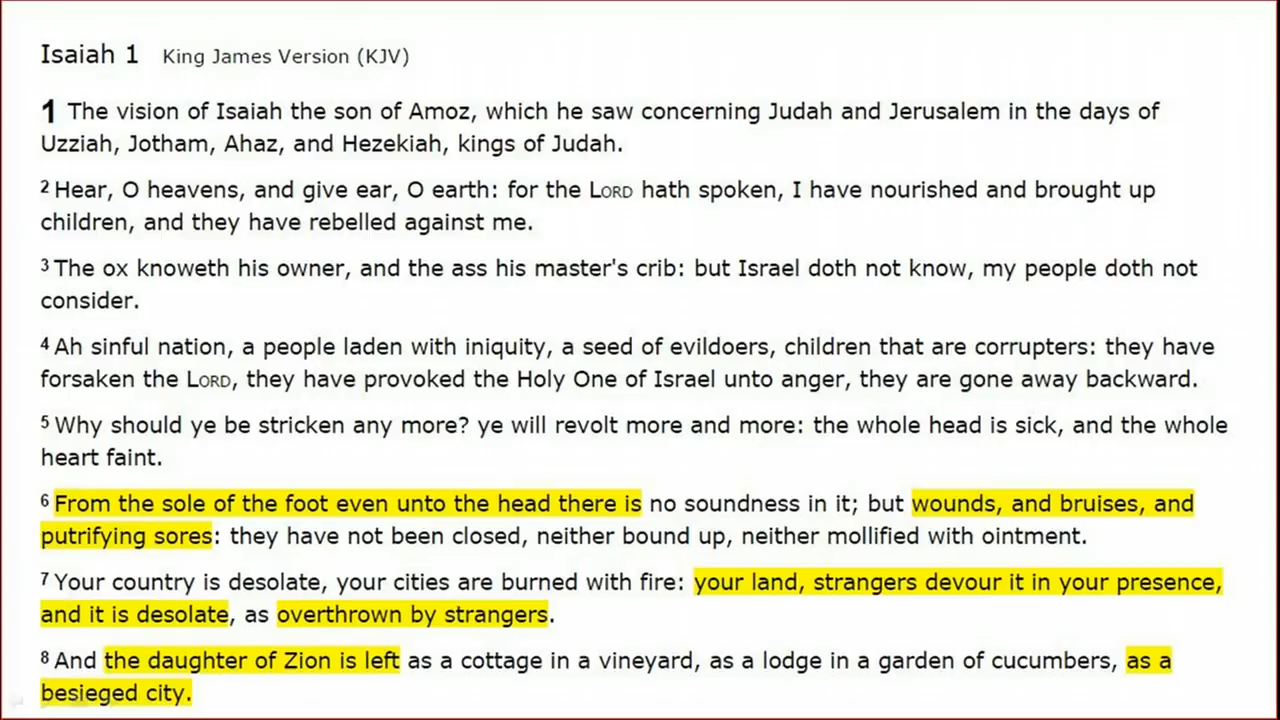 Isaiah 1 King James Version (KJV)
1 The vision of Isaiah the son of Amoz, which he saw concerning Judah and Jerusalem in the days of
Uzziah, Jotham, Ahaz, and Hezekiah, kings of Judah.
2 Hear, O heavens, and give ear, O earth: for the LORD hath spoken, I have nourished and brought up
children, and they have rebelled against me.
3 The ox knoweth his owner, and the ass his master's crib: but Israel doth not know, my people doth not
consider.
4 Ah sinful nation, a people laden with iniquity, a seed of evildoers, children that are corrupters: they have
forsaken the LORD, they have provoked the Holy One of Israel unto anger, they are gone away backward.
5 Why should ye be stricken any more? ye will revolt more and more: the whole head is sick, and the whole
heart faint.
6 From the sole of the foot even unto the head there is no soundness in it; but wounds, and bruises, and
putrifying sores: they have not been closed, neither bound up, neither mollified with ointment.
7 Your country is desolate, your cities are burned with fire: your land, strangers devour it in your presence,
and it is desolate, as overthrown by strangers.
8 And the daughter of Zion is left as a cottage in a vineyard, as a lodge in a garden of cucumbers, as a
besieged city.